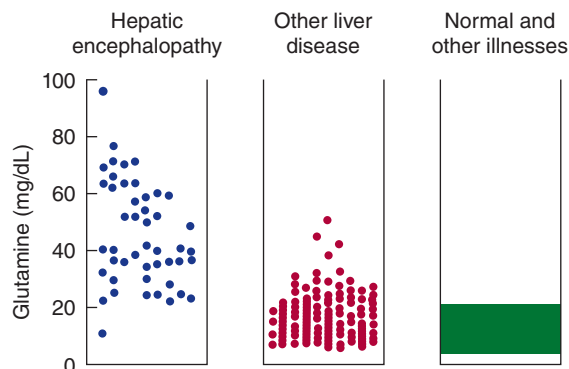 Hepatic
encephalopathy
Other liver
disease
Normal and
other illnesses
Glutamine (mg/dL)
100
80
60
40
20
0